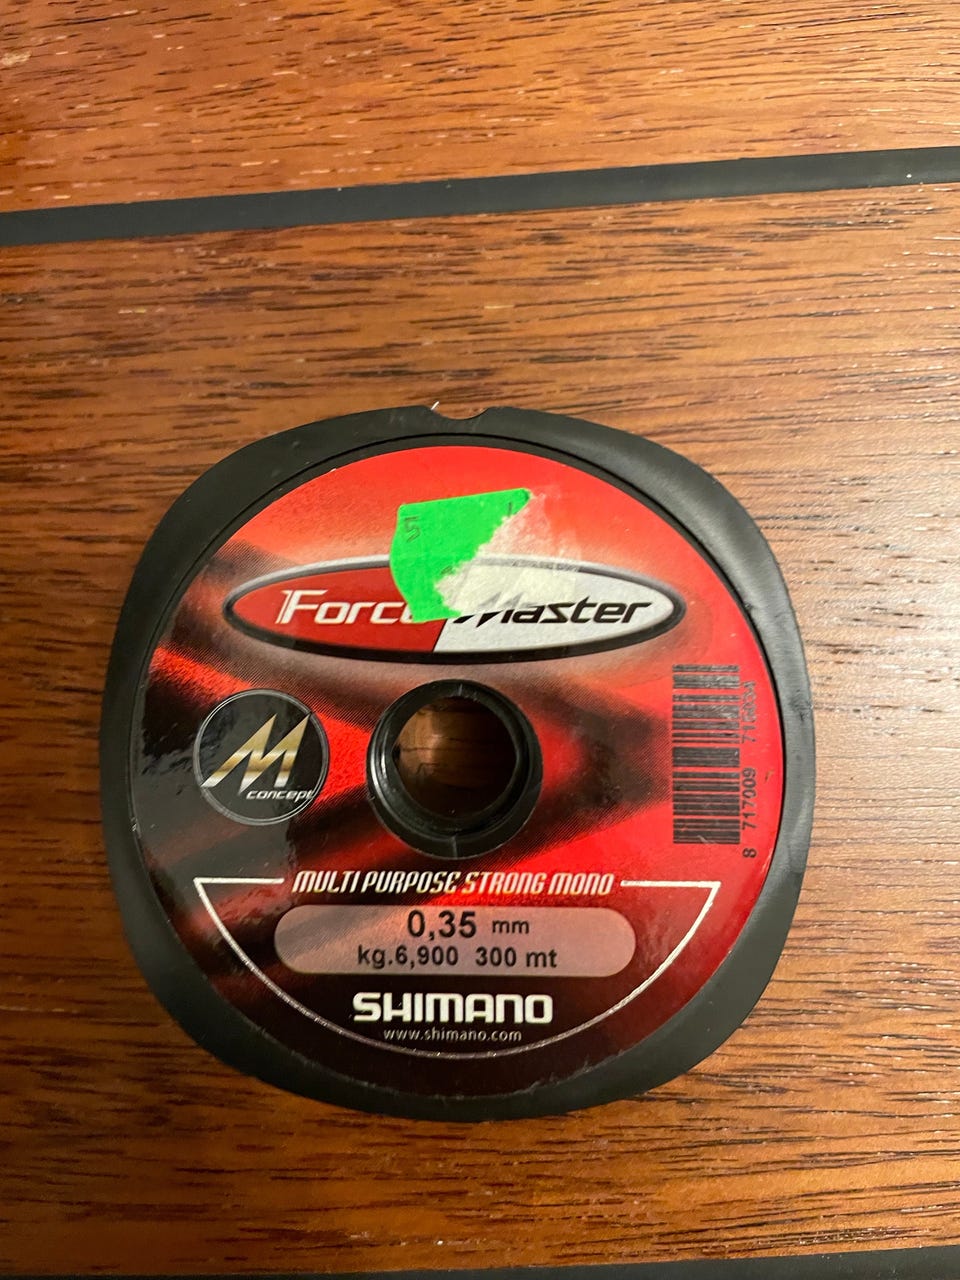 5
Force Master
M
concept
8 717009
MULTI PURPOSE STRONG MONO
0,35 mm
kg.6,900 300 mt
SHIMANO
www.shimano.com